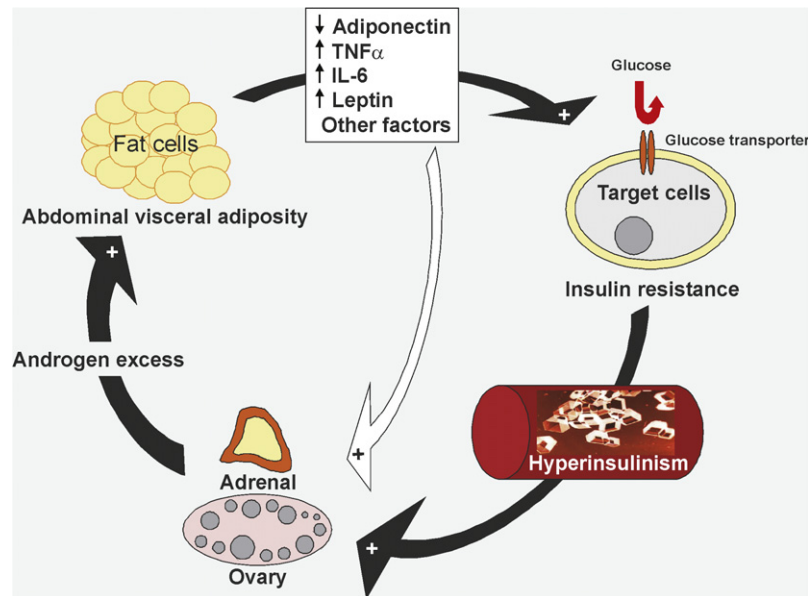 ↓ Adiponectin
↑ TNFα
↑ IL-6
↑ Leptin
Other factors
Glucose
+
Glucose transporter
Fat cells
Target cells
Abdominal visceral adiposity
+
Insulin resistance
Androgen excess
+
Adrenal
Hyperinsulinism
+
Ovary